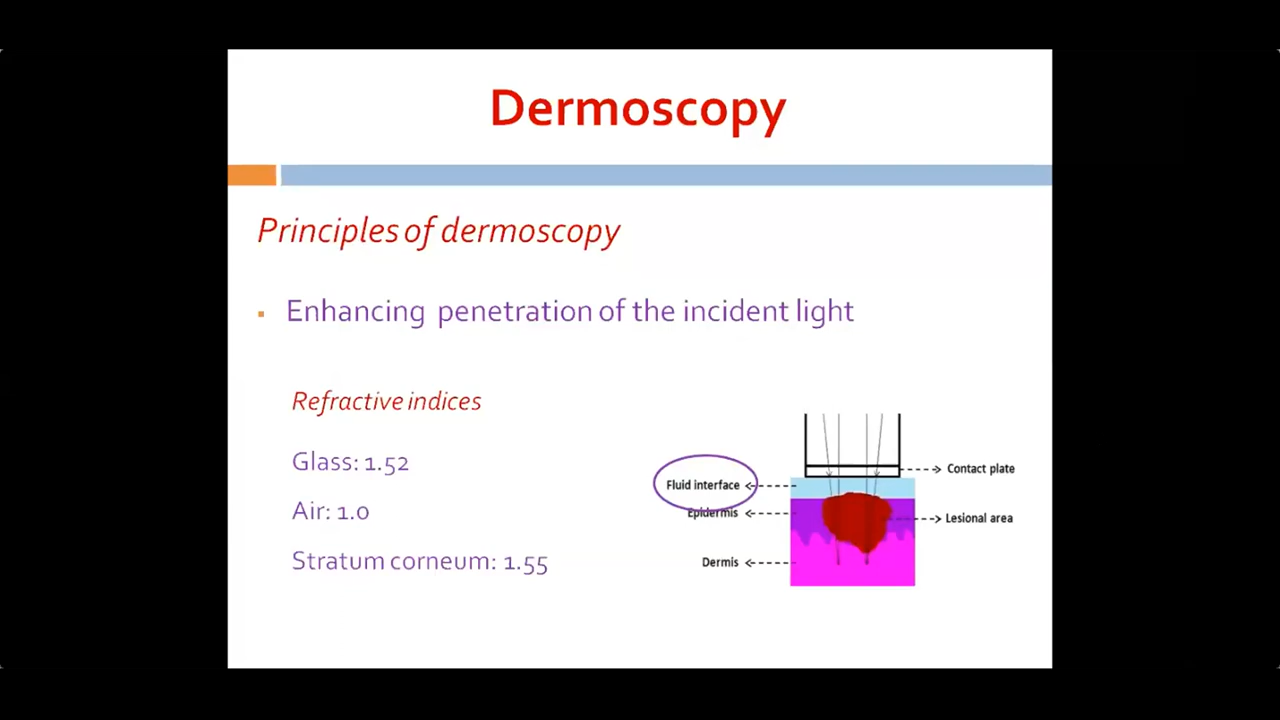 Dermoscopy
Principles of dermoscopy
▪ Enhancing penetration of the incident light
Refractive indices
Glass: 1.52
Air: 1.0
Stratum corneum: 1.55
Contact plate
Fluid interface
Epidermis
Lesional area
Dermis